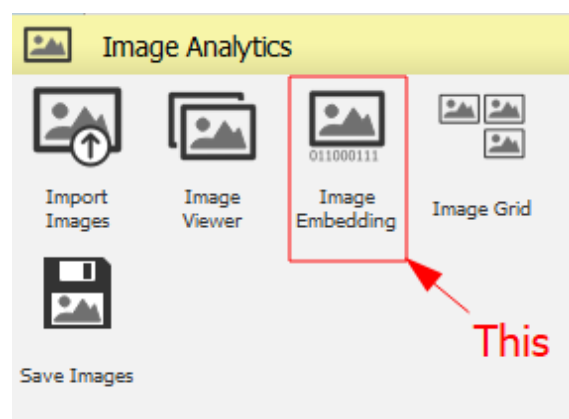 Image Analytics
Import
Images
Image
Viewer
011000111
Image
Embedding
Image Grid
This
Save Images